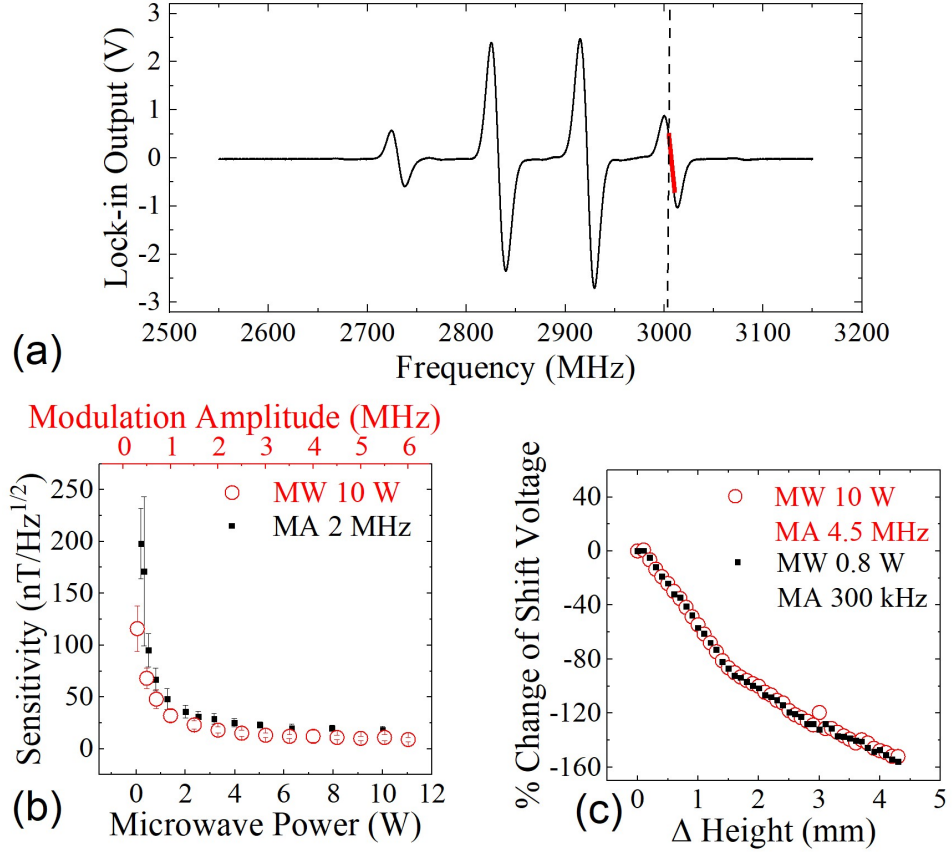 3
2
1
0
-1
-2
-3
Lock-in Output (V)
2500 2600 2700 2800 2900 3000 3100 3200
Frequency (MHz)
(a)
Modulation Amplitude (MHz)
0 1 2 3 4 5 6
250
200
150
100
50
0
Sensitivity (nT/Hz^1/2)
MW 10 W
MA 2 MHz
0 2 4 6 8 10 12
Microwave Power (W)
(b)
40
0
-40
-80
-120
-160
% Change of Shift Voltage
MW 10 W
MA 4.5 MHz
MW 0.8 W
MA 300 kHz
0 1 2 3 4 5
Δ Height (mm)
(c)